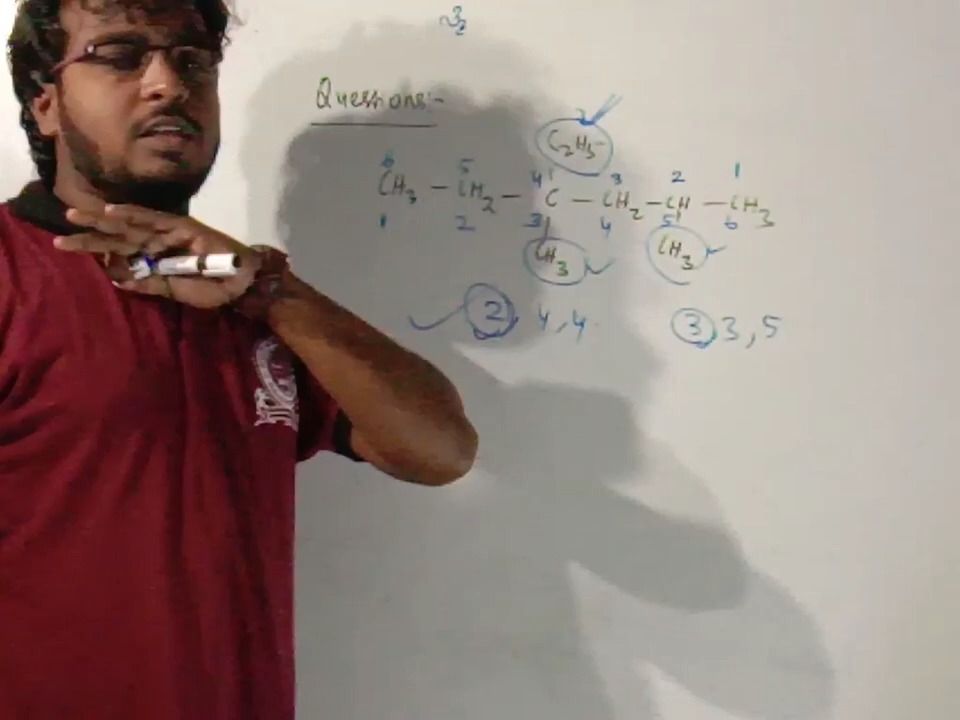 Questions:-
C2H5-
6 5 4 3 2 1
CH3 - CH2 - C - CH2 - CH - CH3
1 2 3 4 5 6
CH3 CH3
2 4,4 3 3,5